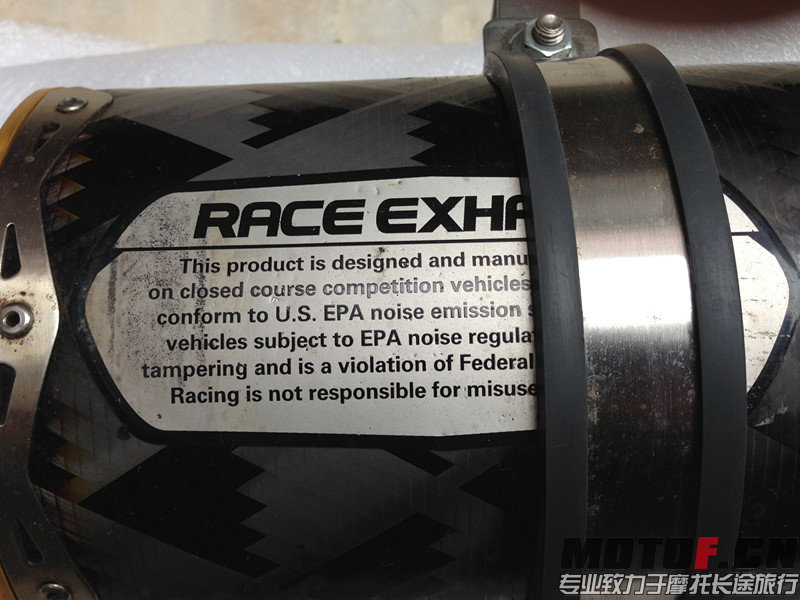 RACE EXHA
This product is designed and manu
on closed course competition vehicles
conform to U.S. EPA noise emission s
vehicles subject to EPA noise regula
tampering and is a violation of Federal
Racing is not responsible for misuse
MOTOF.CN
专业致力于摩托长途旅行